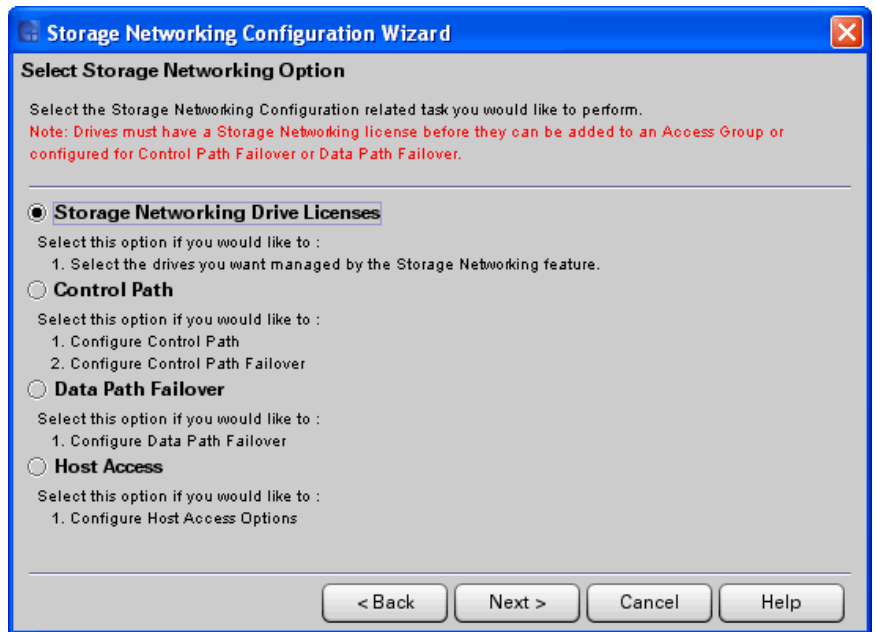 Storage Networking Configuration Wizard
Select Storage Networking Option
Select the Storage Networking Configuration related task you would like to perform.
Note: Drives must have a Storage Networking license before they can be added to an Access Group or
configured for Control Path Failover or Data Path Failover.
Storage Networking Drive Licenses
Select this option if you would like to :
1. Select the drives you want managed by the Storage Networking feature.
Control Path
Select this option if you would like to :
1. Configure Control Path
2. Configure Control Path Failover
Data Path Failover
Select this option if you would like to :
1. Configure Data Path Failover
Host Access
Select this option if you would like to :
1. Configure Host Access Options
< Back Next > Cancel Help